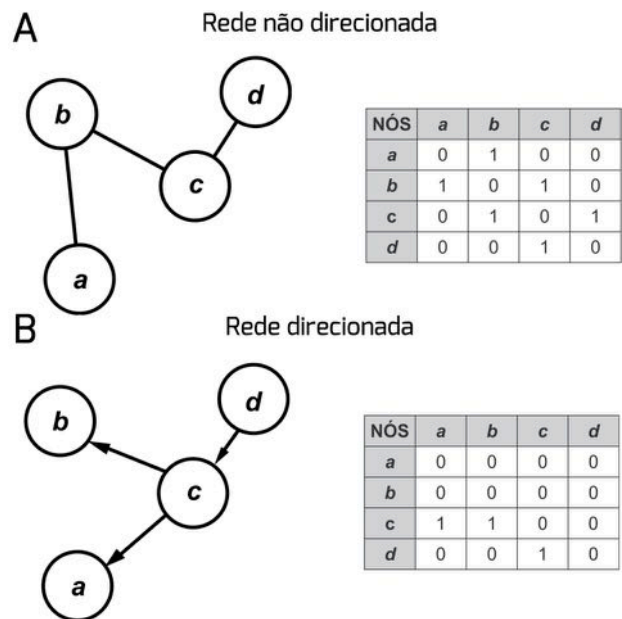 A
Rede não direcionada
b
d
c
a
NÓS a b c d
a 0 1 0 0
b 1 0 1 0
c 0 1 0 1
d 0 0 1 0
B
Rede direcionada
b
d
c
a
NÓS a b c d
a 0 0 0 0
b 0 0 0 0
c 1 1 0 0
d 0 0 1 0